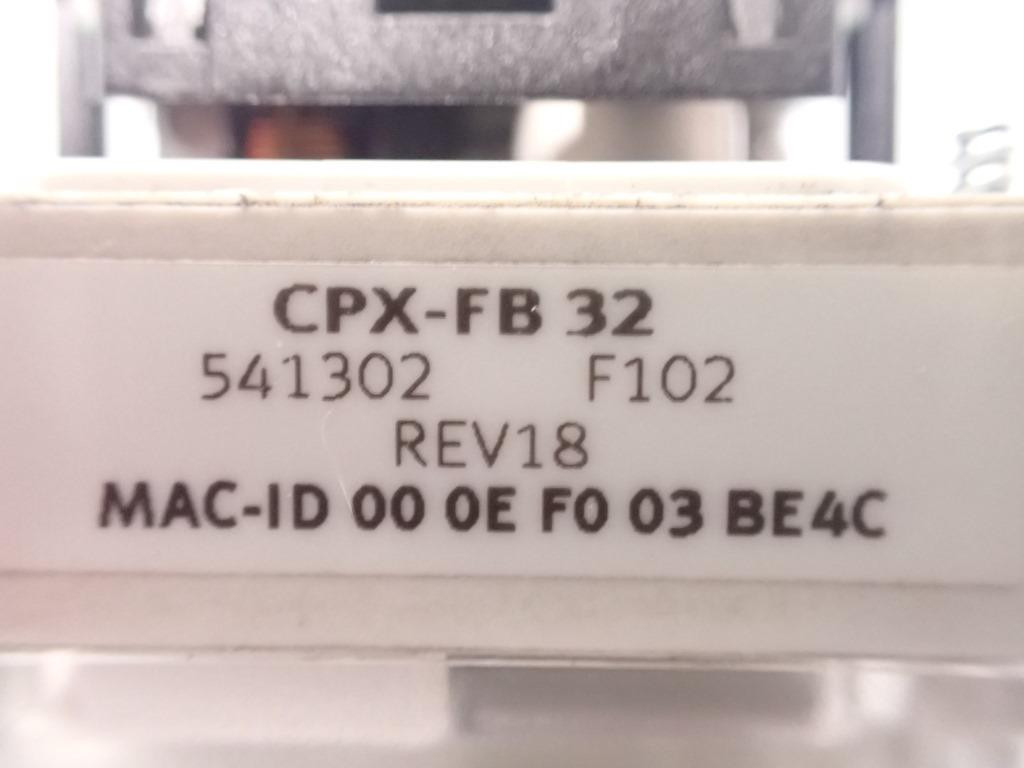 CPX-FB 32
541302 F102
REV18
MAC-ID 00 0E F0 03 BE4C